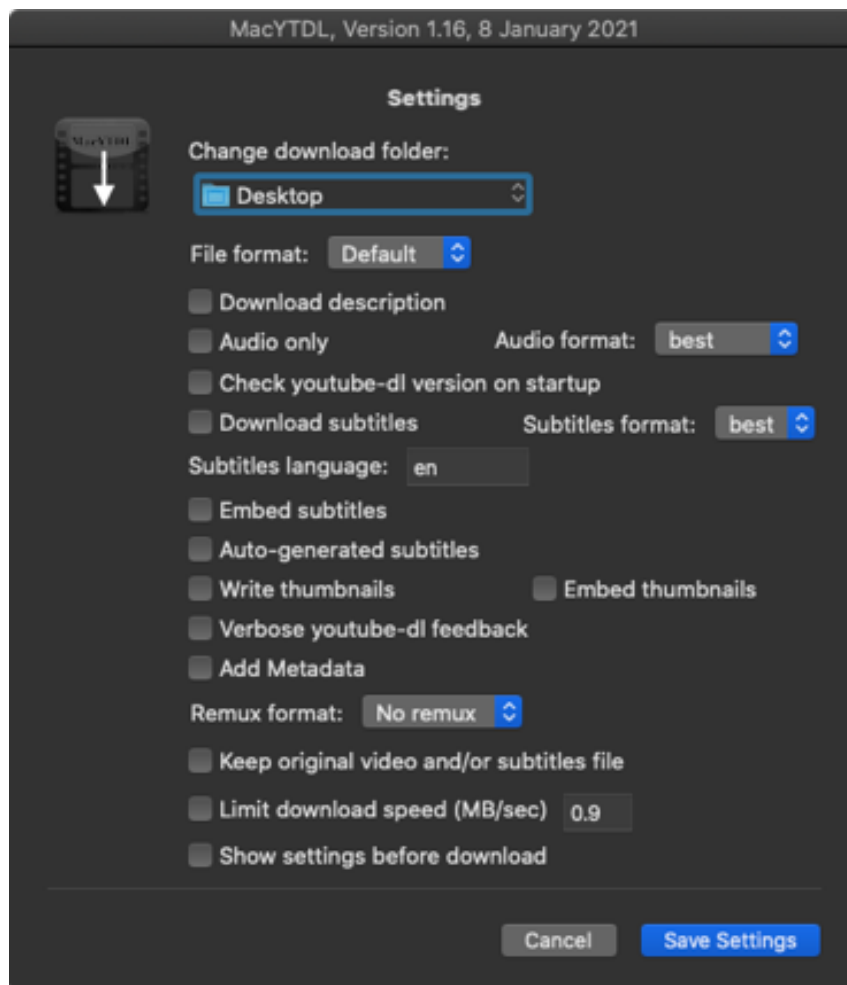 MacYTDL, Version 1.16, 8 January 2021
Settings
MacYTDL
Change download folder:
Desktop
File format: Default
Download description
Audio only Audio format: best
Check youtube-dl version on startup
Download subtitles Subtitles format: best
Subtitles language: en
Embed subtitles
Auto-generated subtitles
Write thumbnails Embed thumbnails
Verbose youtube-dl feedback
Add Metadata
Remux format: No remux
Keep original video and/or subtitles file
Limit download speed (MB/sec) 0.9
Show settings before download
Cancel Save Settings